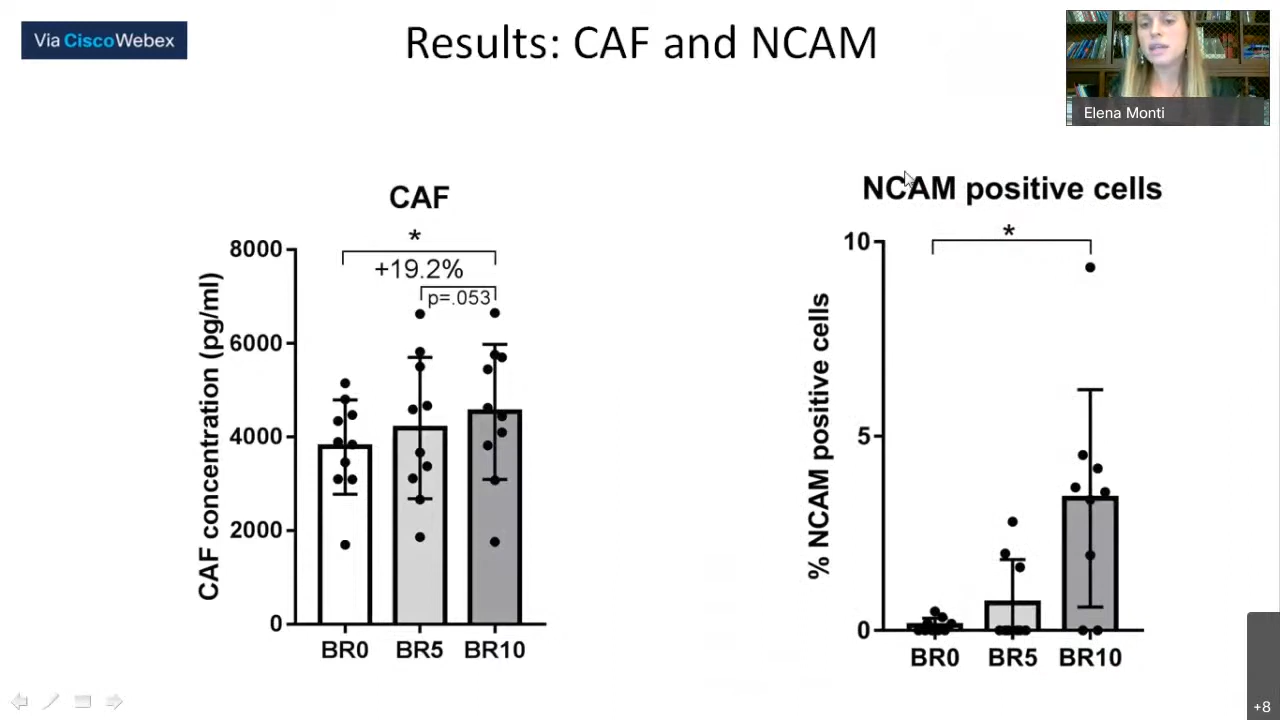 Via CiscoWebex
Results: CAF and NCAM
Elena Monti
CAF
*
+19.2%
p=.053
CAF concentration (pg/ml)
8000
6000
4000
2000
0
BR0 BR5 BR10
NCAM positive cells
*
% NCAM positive cells
10
5
0
BR0 BR5 BR10
+8